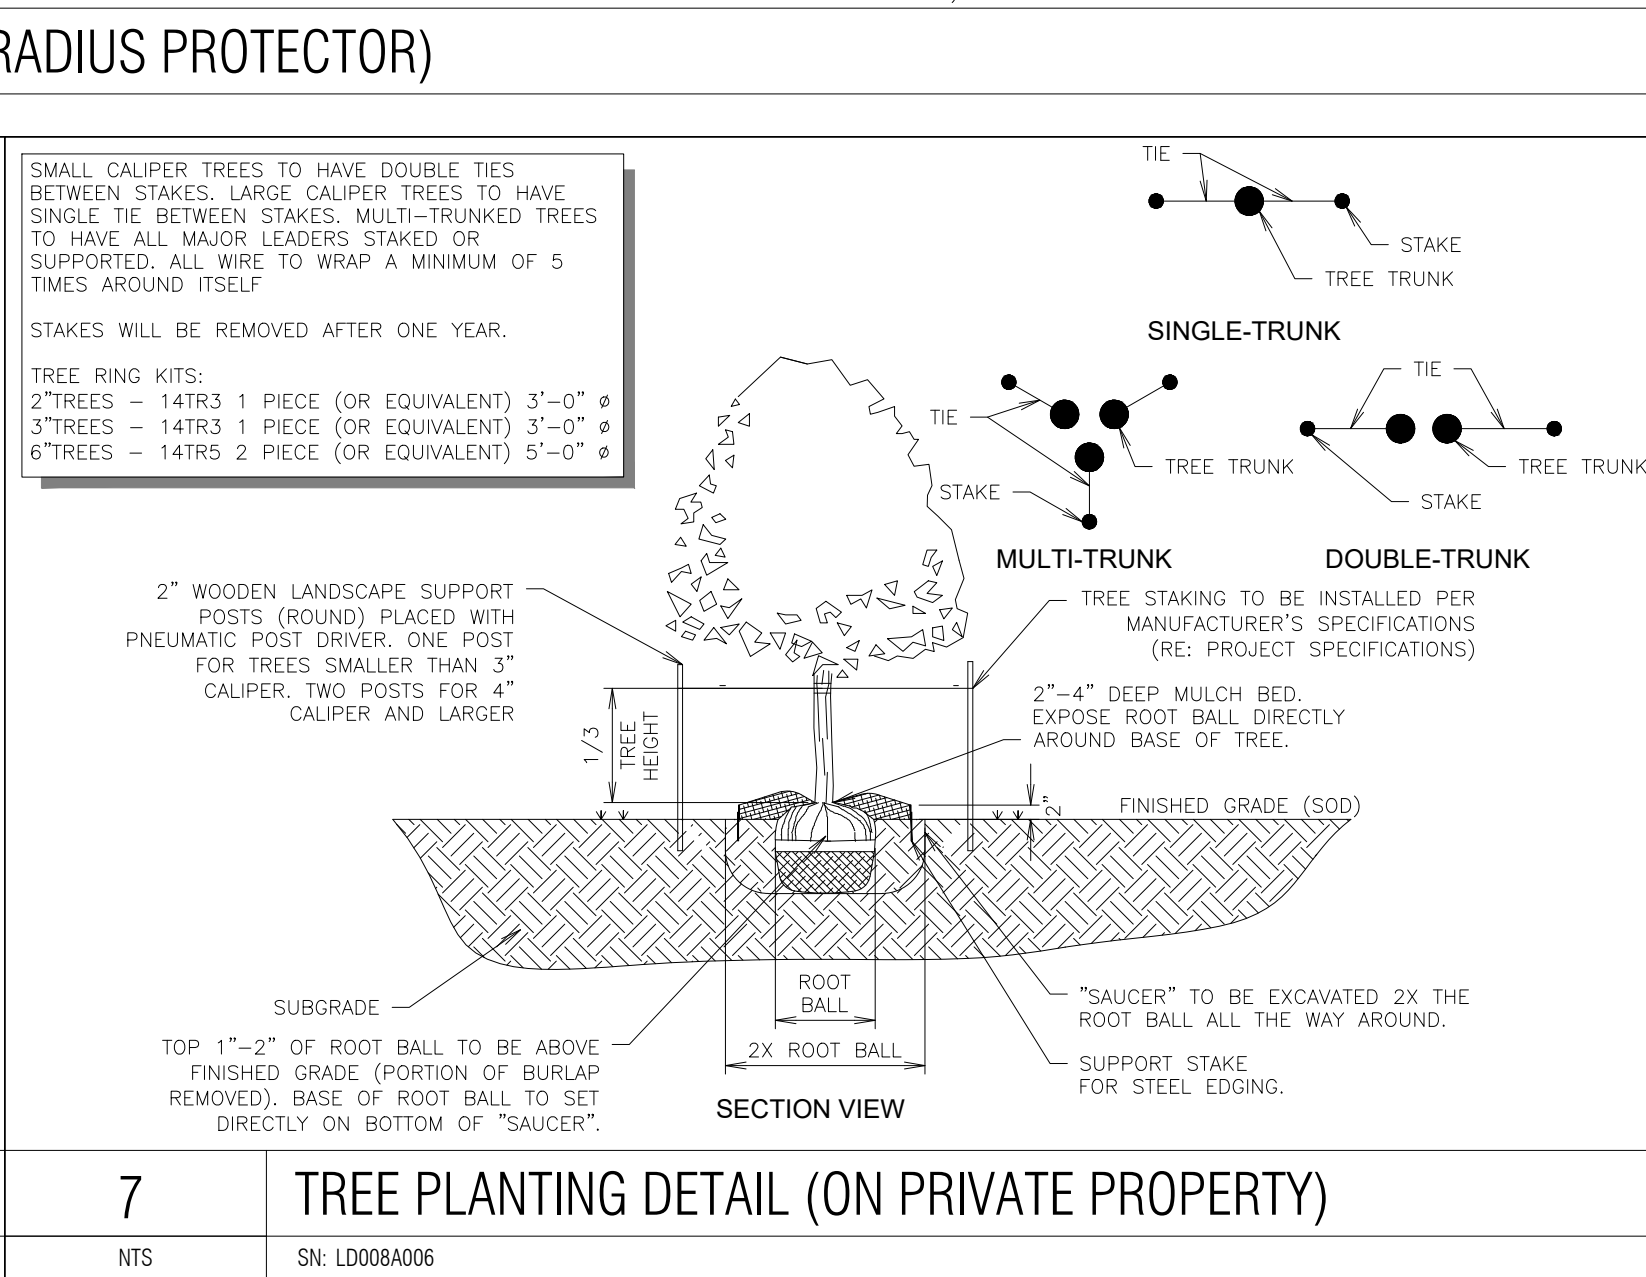 RADIUS PROTECTOR)
SMALL CALIPER TREES TO HAVE DOUBLE TIES
BETWEEN STAKES. LARGE CALIPER TREES TO HAVE
SINGLE TIE BETWEEN STAKES. MULTI-TRUNKED TREES
TO HAVE ALL MAJOR LEADERS STAKED OR
SUPPORTED. ALL WIRE TO WRAP A MINIMUM OF 5
TIMES AROUND ITSELF
STAKES WILL BE REMOVED AFTER ONE YEAR.
TREE RING KITS:
2"TREES - 14TR3 1 PIECE (OR EQUIVALENT) 3'-0" ø
3"TREES - 14TR3 1 PIECE (OR EQUIVALENT) 3'-0" ø
6"TREES - 14TR5 2 PIECE (OR EQUIVALENT) 5'-0" ø
TIE
STAKE
TREE TRUNK
SINGLE-TRUNK
TIE
TREE TRUNK
STAKE
MULTI-TRUNK
TIE
TREE TRUNK
STAKE
DOUBLE-TRUNK
2" WOODEN LANDSCAPE SUPPORT
POSTS (ROUND) PLACED WITH
PNEUMATIC POST DRIVER. ONE POST
FOR TREES SMALLER THAN 3"
CALIPER. TWO POSTS FOR 4"
CALIPER AND LARGER
TREE STAKING TO BE INSTALLED PER
MANUFACTURER'S SPECIFICATIONS
(RE: PROJECT SPECIFICATIONS)
2"-4" DEEP MULCH BED.
EXPOSE ROOT BALL DIRECTLY
AROUND BASE OF TREE.
1/3
TREE
HEIGHT
2"
FINISHED GRADE (SOD)
SUBGRADE
TOP 1"-2" OF ROOT BALL TO BE ABOVE
FINISHED GRADE (PORTION OF BURLAP
REMOVED). BASE OF ROOT BALL TO SET
DIRECTLY ON BOTTOM OF "SAUCER".
ROOT
BALL
2X ROOT BALL
"SAUCER" TO BE EXCAVATED 2X THE
ROOT BALL ALL THE WAY AROUND.
SUPPORT STAKE
FOR STEEL EDGING.
SECTION VIEW
7
TREE PLANTING DETAIL (ON PRIVATE PROPERTY)
NTS
SN: LD008A006